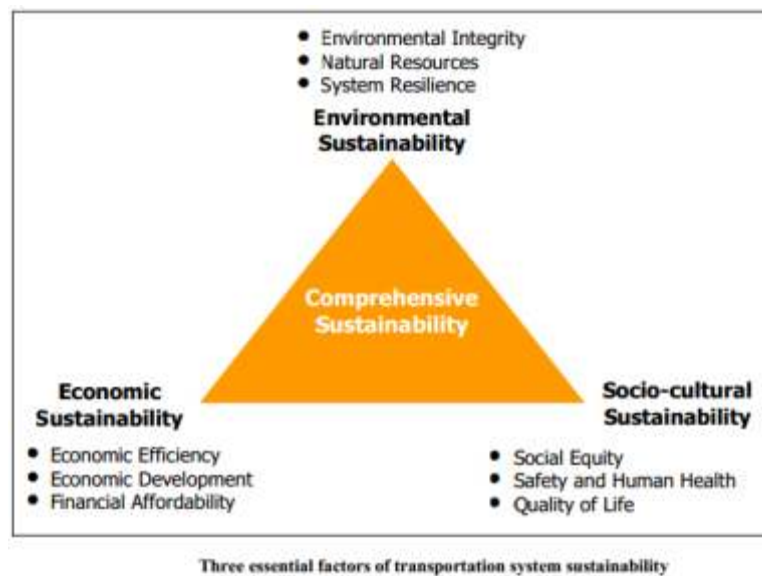 • Environmental Integrity
• Natural Resources
• System Resilience
Environmental
Sustainability
Comprehensive
Sustainability
Economic
Sustainability
• Economic Efficiency
• Economic Development
• Financial Affordability
Socio-cultural
Sustainability
• Social Equity
• Safety and Human Health
• Quality of Life
Three essential factors of transportation system sustainability